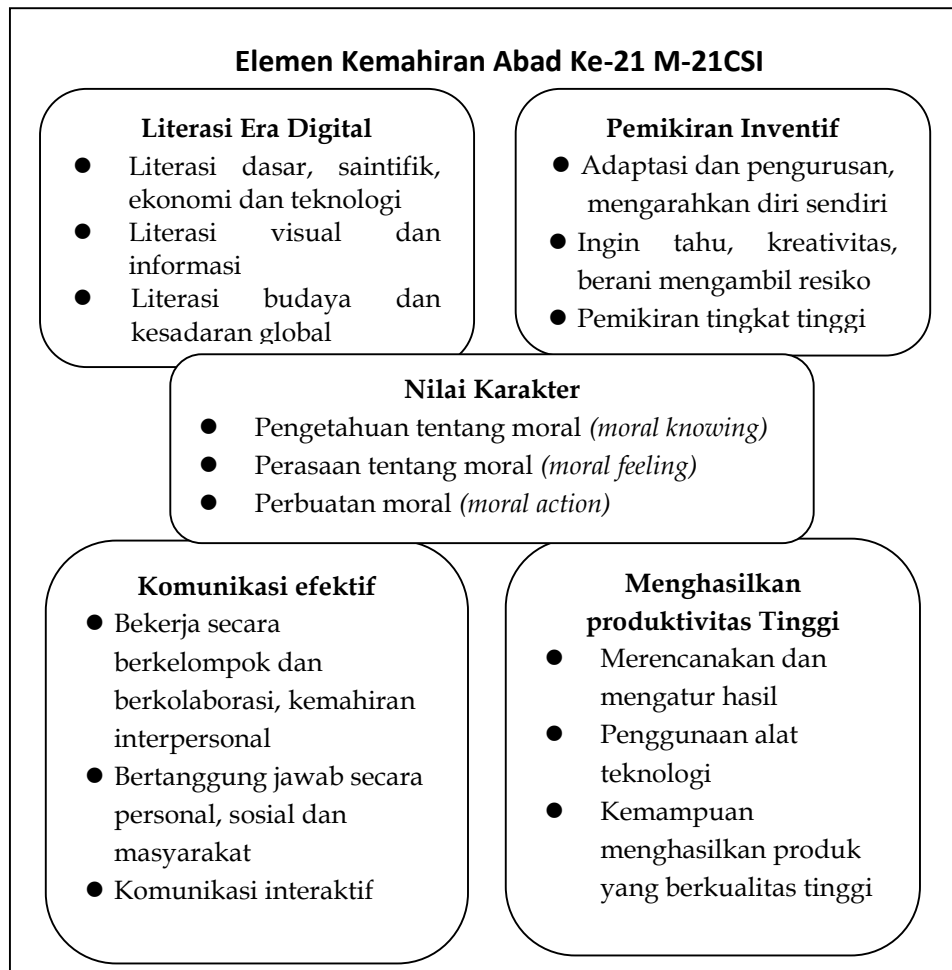 Elemen Kemahiran Abad Ke-21 M-21CSI
Literasi Era Digital
● Literasi dasar, saintifik,
ekonomi dan teknologi
● Literasi visual dan
informasi
● Literasi budaya dan
kesadaran global
Pemikiran Inventif
● Adaptasi dan pengurusan,
mengarahkan diri sendiri
● Ingin tahu, kreativitas,
berani mengambil resiko
● Pemikiran tingkat tinggi
Nilai Karakter
● Pengetahuan tentang moral (moral knowing)
● Perasaan tentang moral (moral feeling)
● Perbuatan moral (moral action)
Komunikasi efektif
● Bekerja secara
berkelompok dan
berkolaborasi, kemahiran
interpersonal
● Bertanggung jawab secara
personal, sosial dan
masyarakat
● Komunikasi interaktif
Menghasilkan
produktivitas Tinggi
● Merencanakan dan
mengatur hasil
● Penggunaan alat
teknologi
● Kemampuan
menghasilkan produk
yang berkualitas tinggi